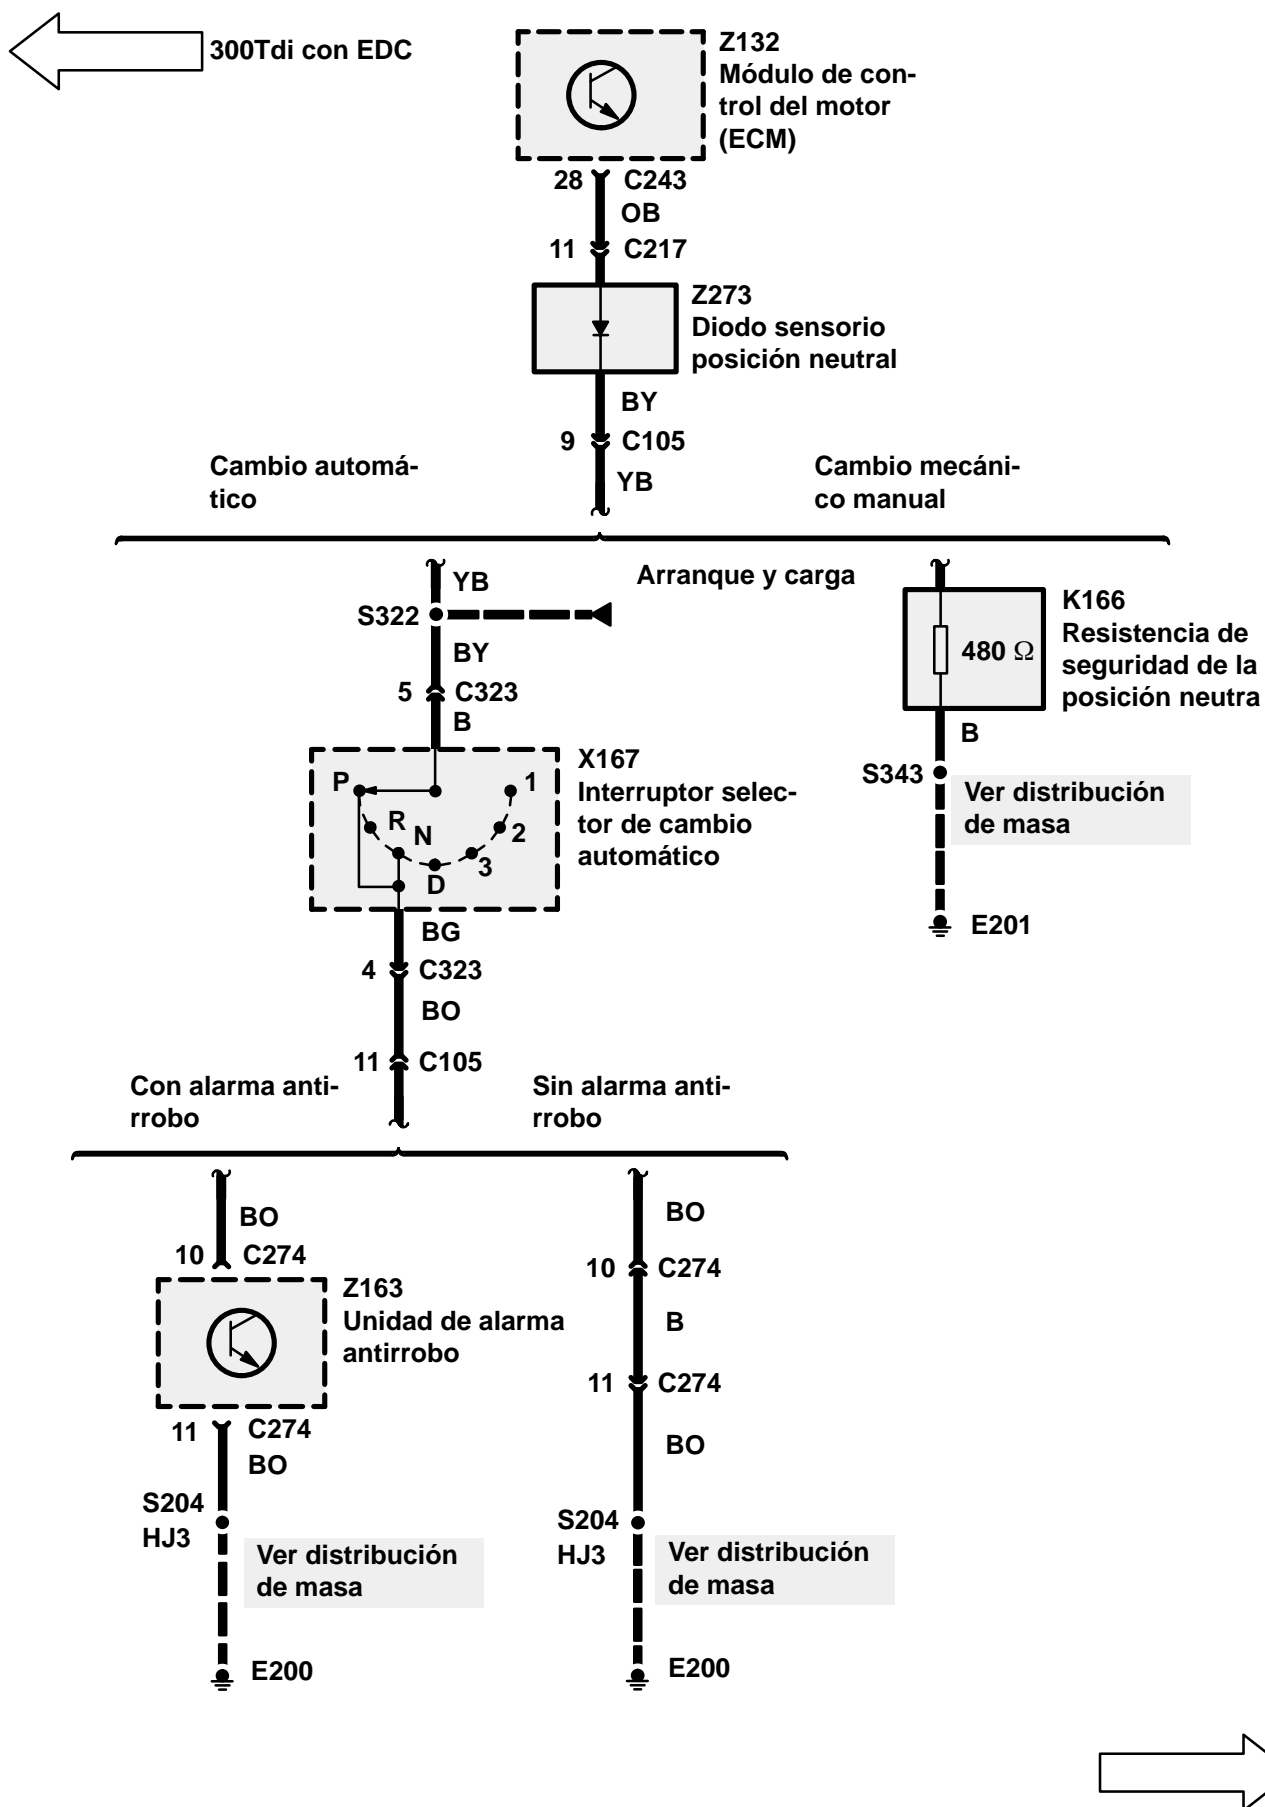 300Tdi con EDC
Z132
Módulo de con-
trol del motor
(ECM)
28 C243
OB
11 C217
Z273
Diodo sensorio
posición neutral
BY
9 C105
YB
Cambio automá-
tico
Cambio mecáni-
co manual
YB
Arranque y carga
S322
BY
5 C323
B
K166
Resistencia de
seguridad de la
posición neutra
480 Ω
B
S343
Ver distribución
de masa
E201
X167
Interruptor selec-
tor de cambio
automático
P
R
N
D
3
2
1
BG
4 C323
BO
11 C105
Con alarma anti-
rrobo
Sin alarma anti-
rrobo
BO
10 C274
Z163
Unidad de alarma
antirrobo
11 C274
BO
S204
HJ3
Ver distribución
de masa
E200
BO
10 C274
B
11 C274
BO
S204
HJ3
Ver distribución
de masa
E200